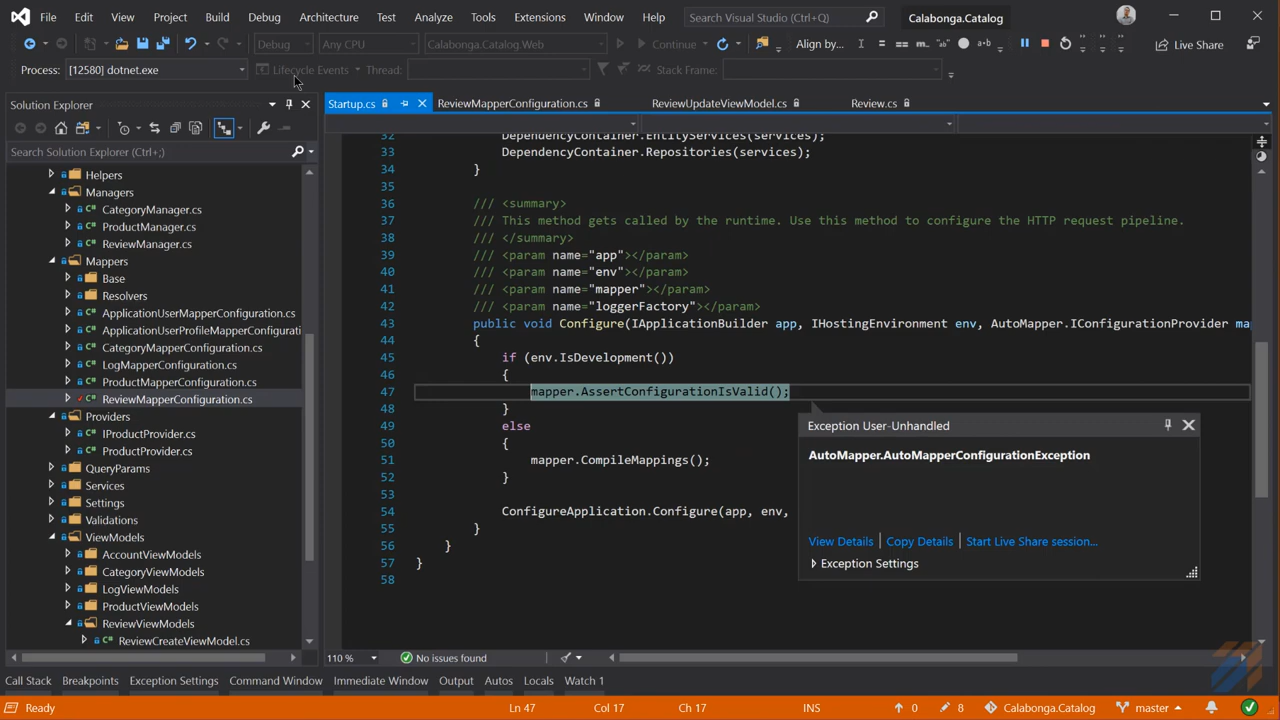 File Edit View Project Build Debug Architecture Test Analyze Tools Extensions Window Help Search Visual Studio (Ctrl+Q) Calabonga.Catalog
Debug Any CPU Calabonga.Catalog.Web Continue Align by... Live Share
Process: [12580] dotnet.exe Lifecycle Events Thread: Stack Frame:
Solution Explorer
Search Solution Explorer (Ctrl+;)
Helpers
Managers
CategoryManager.cs
ProductManager.cs
ReviewManager.cs
Mappers
Base
Resolvers
ApplicationUserMapperConfiguration.cs
ApplicationUserProfileMapperConfigurati
CategoryMapperConfiguration.cs
LogMapperConfiguration.cs
ProductMapperConfiguration.cs
ReviewMapperConfiguration.cs
Providers
IProductProvider.cs
ProductProvider.cs
QueryParams
Services
Settings
Validations
ViewModels
AccountViewModels
CategoryViewModels
LogViewModels
ProductViewModels
ReviewViewModels
ReviewCreateViewModel.cs
Startup.cs ReviewMapperConfiguration.cs ReviewUpdateViewModel.cs Review.cs
32 DependencyContainer.EntityServices(services);
33 DependencyContainer.Repositories(services);
34 }
35
36 /// <summary>
37 /// This method gets called by the runtime. Use this method to configure the HTTP request pipeline.
38 /// </summary>
39 /// <param name="app"></param>
40 /// <param name="env"></param>
41 /// <param name="mapper"></param>
42 /// <param name="loggerFactory"></param>
43 public void Configure(IApplicationBuilder app, IHostingEnvironment env, AutoMapper.IConfigurationProvider ma
44 {
45 if (env.IsDevelopment())
46 {
47 mapper.AssertConfigurationIsValid();
48 }
49 else
50 {
51 mapper.CompileMappings();
52 }
53
54 ConfigureApplication.Configure(app, env,
55 }
56 }
57 }
58
Exception User-Unhandled
AutoMapper.AutoMapperConfigurationException
View Details Copy Details Start Live Share session...
Exception Settings
110 % No issues found
Call Stack Breakpoints Exception Settings Command Window Immediate Window Output Autos Locals Watch 1
Ready Ln 47 Col 17 Ch 17 INS 0 8 Calabonga.Catalog master